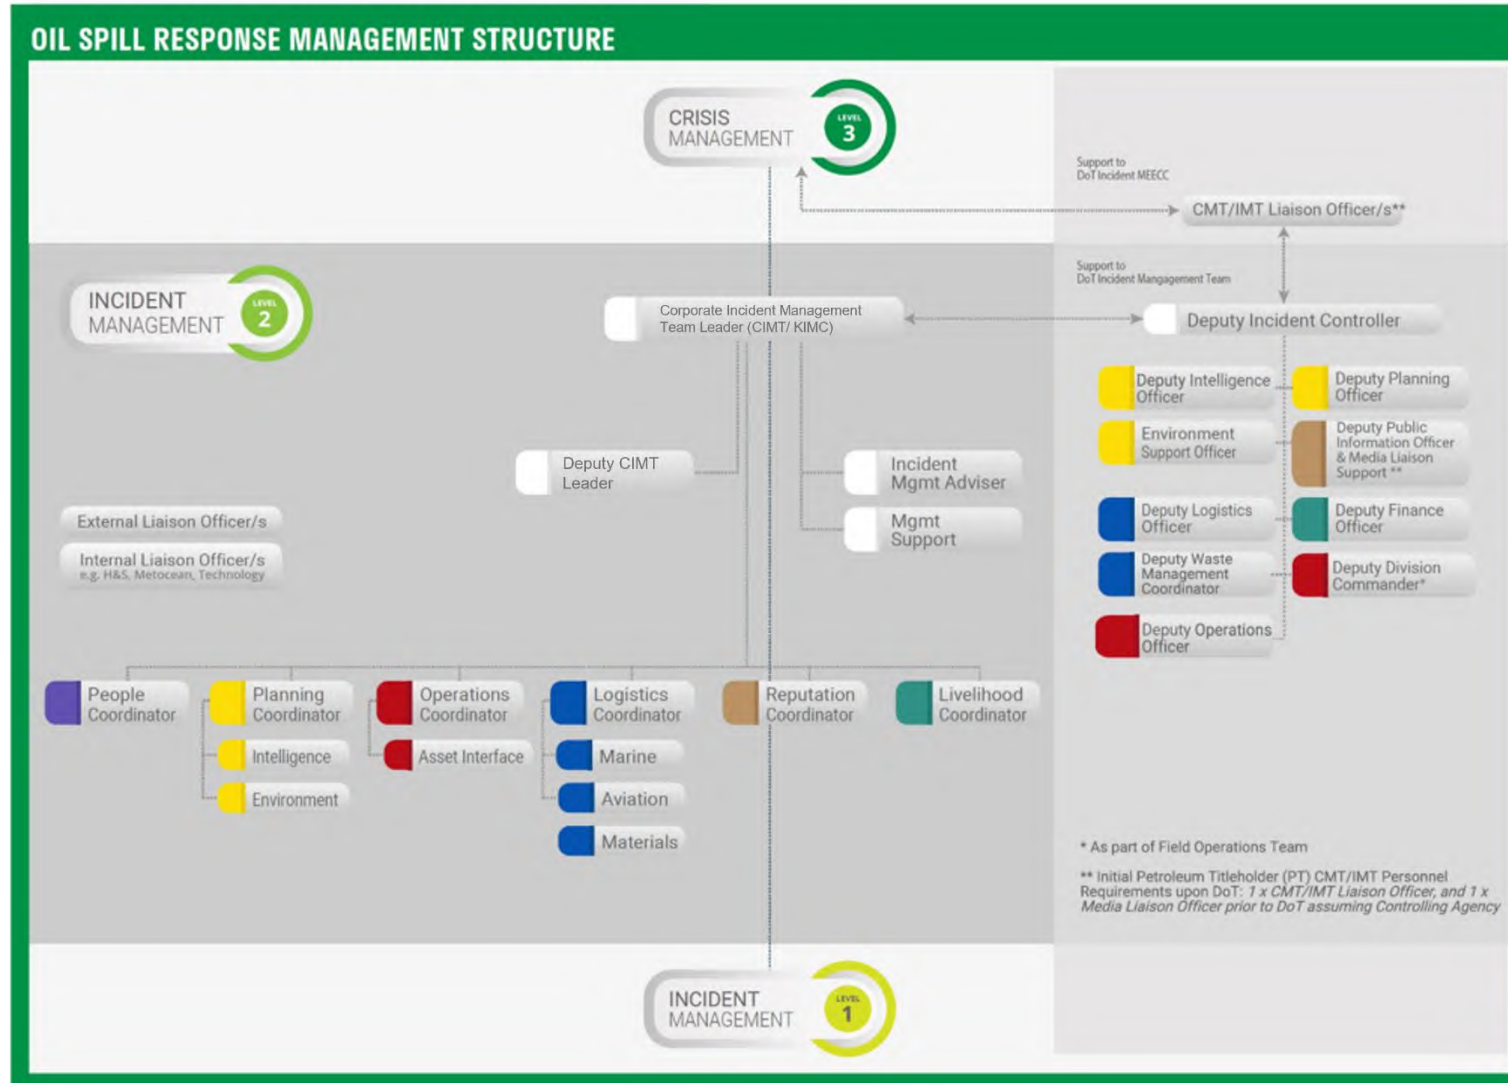 OIL SPILL RESPONSE MANAGEMENT STRUCTURE
CRISIS
MANAGEMENT
LEVEL
3
Support to
DoT Incident MEECC
CMT/IMT Liaison Officer/s**
INCIDENT
MANAGEMENT
LEVEL
2
Corporate Incident Management
Team Leader (CIMT/ KIMC)
Support to
DoT Incident Mangagement Team
Deputy Incident Controller
Deputy Intelligence
Officer
Deputy Planning
Officer
Environment
Support Officer
Deputy Public
Information Officer
& Media Liaison
Support **
Deputy Logistics
Officer
Deputy Finance
Officer
Deputy Waste
Management
Coordinator
Deputy Division
Commander*
Deputy Operations
Officer
Deputy CIMT
Leader
Incident
Mgmt Adviser
Mgmt
Support
External Liaison Officer/s
Internal Liaison Officer/s
e.g. H&S, Metocean, Technology
People
Coordinator
Planning
Coordinator
Intelligence
Environment
Operations
Coordinator
Asset Interface
Logistics
Coordinator
Marine
Aviation
Materials
Reputation
Coordinator
Livelihood
Coordinator
* As part of Field Operations Team
** Initial Petroleum Titleholder (PT) CMT/IMT Personnel
Requirements upon DoT: 1 x CMT/IMT Liaison Officer, and 1 x
Media Liaison Officer prior to DoT assuming Controlling Agency
INCIDENT
MANAGEMENT
LEVEL
1